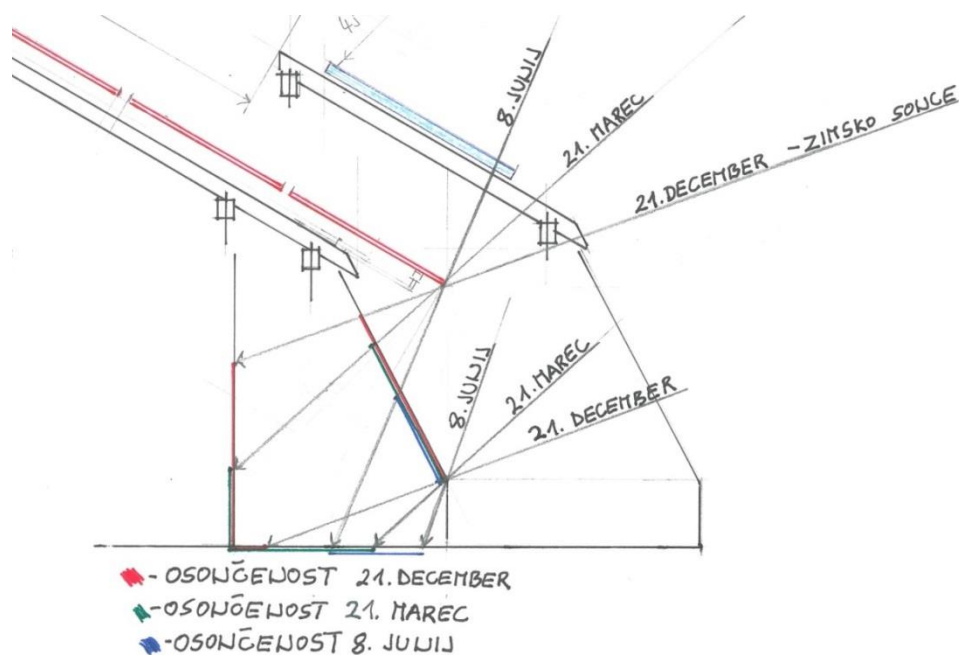 8. JUNIJ
21. MAREC
21. DECEMBER - ZIMSKO SONCE
8. JUNIJ
21. MAREC
21. DECEMBER
- OSONČENOST 21. DECEMBER
- OSONČENOST 21. MAREC
- OSONČENOST 8. JUNIJ